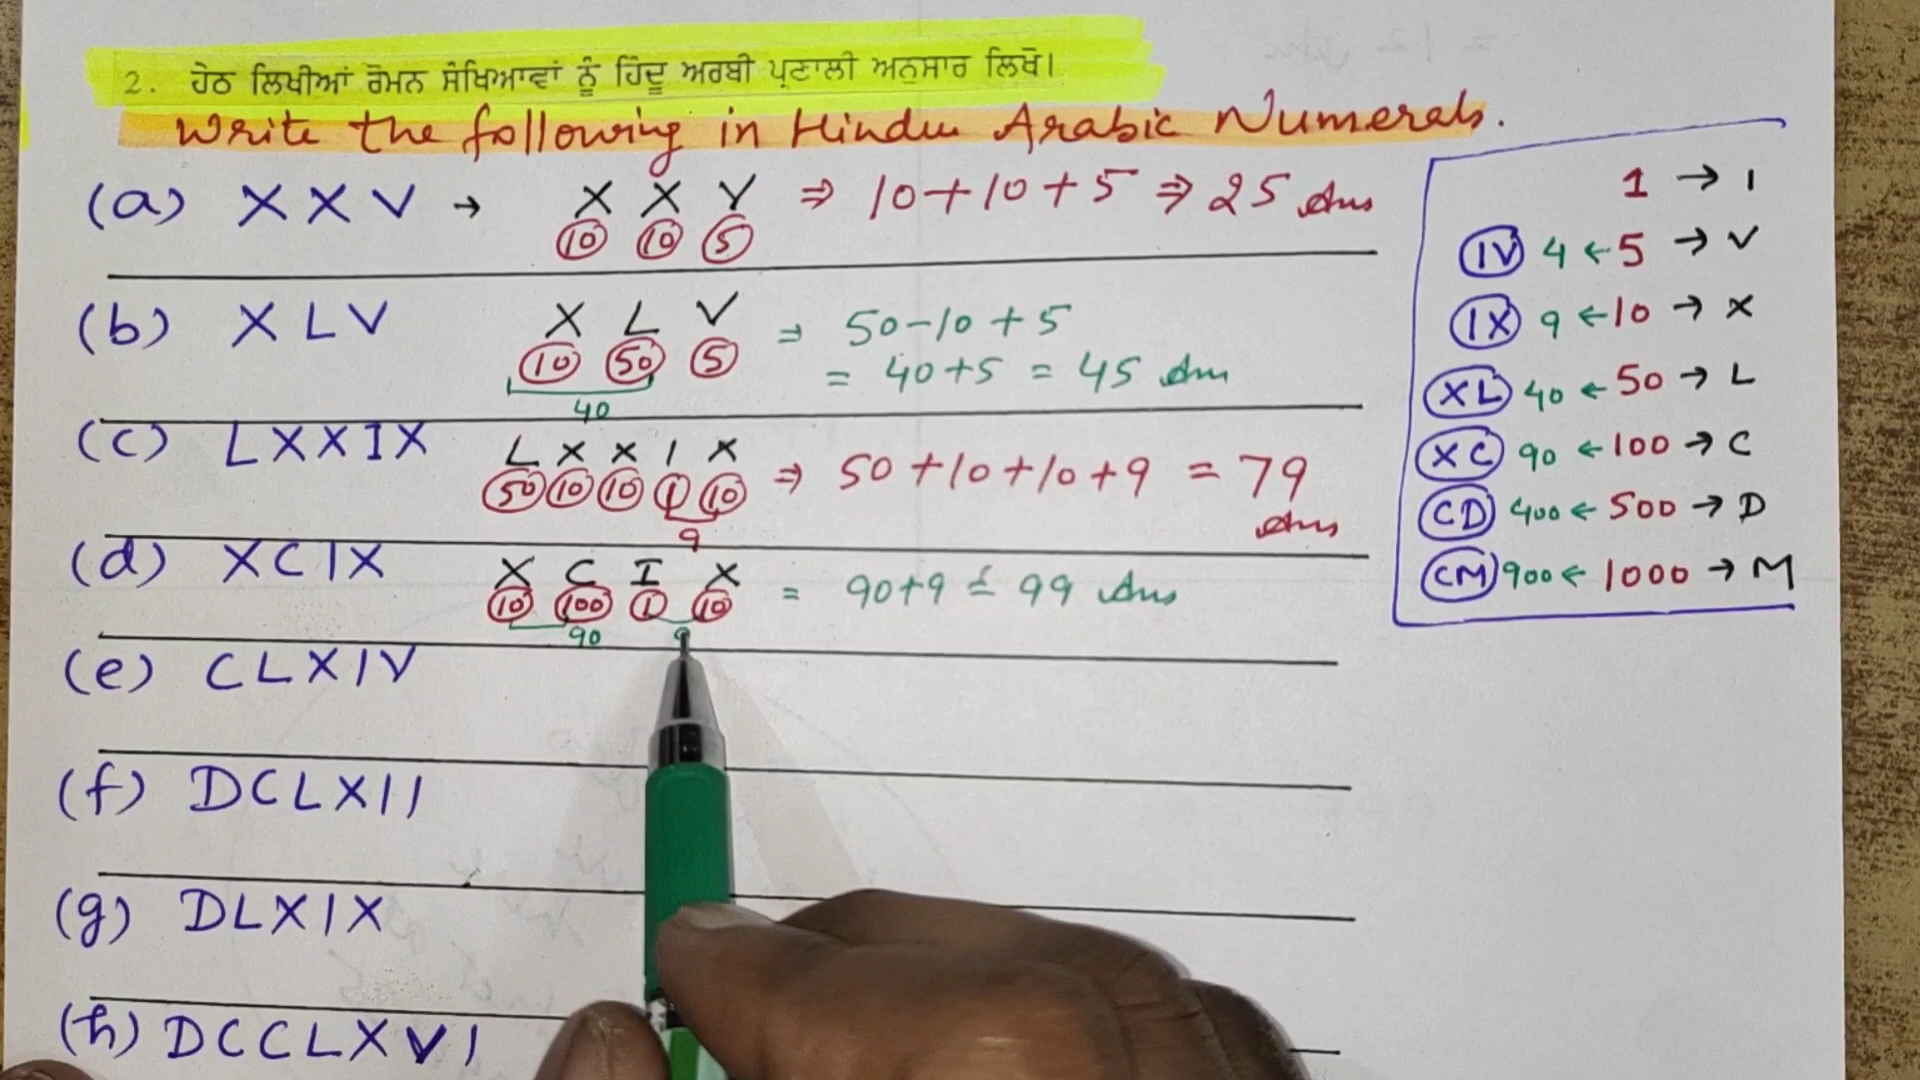 2. ਹੇਠ ਲਿਖੀਆਂ ਰੋਮਨ ਸੰਖਿਆਵਾਂ ਨੂੰ ਹਿੰਦੂ ਅਰਬੀ ਪ੍ਰਣਾਲੀ ਅਨੁਸਾਰ ਲਿਖੋ।
Write the following in Hindu Arabic Numerals.
(a) XXV → X X V ⇒ 10+10+5 ⇒ 25 Ans
10 10 5
(b) XLV X L V ⇒ 50-10+5
10 50 5 = 40+5 = 45 Ans
40
(c) LXXIX L X X I X ⇒ 50+10+10+9 = 79
50 10 10 1 10 Ans
9
(d) XCIX X C I X = 90+9 = 99 Ans
10 100 1 10
90 9
(e) CLXIV
(f) DCLXII
(g) DLXIX
(h) DCCLXVI
1 → I
IV 4 ← 5 → V
IX 9 ← 10 → X
XL 40 ← 50 → L
XC 90 ← 100 → C
CD 400 ← 500 → D
CM 900 ← 1000 → M